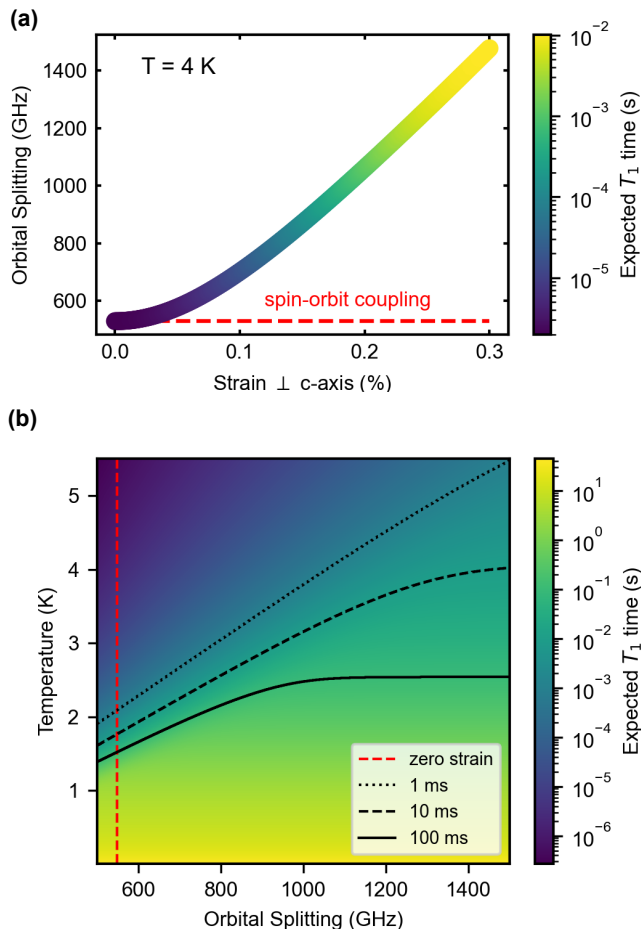 (a)
T = 4 K
1400
1200
1000
800
600
Orbital Splitting (GHz)
spin-orbit coupling
0.0 0.1 0.2 0.3
Strain ⊥ c-axis (%)
10⁻²
10⁻³
10⁻⁴
10⁻⁵
Expected T₁ time (s)
(b)
5
4
3
2
1
Temperature (K)
zero strain
1 ms
10 ms
100 ms
600 800 1000 1200 1400
Orbital Splitting (GHz)
10¹
10⁰
10⁻¹
10⁻²
10⁻³
10⁻⁴
10⁻⁵
10⁻⁶
Expected T₁ time (s)